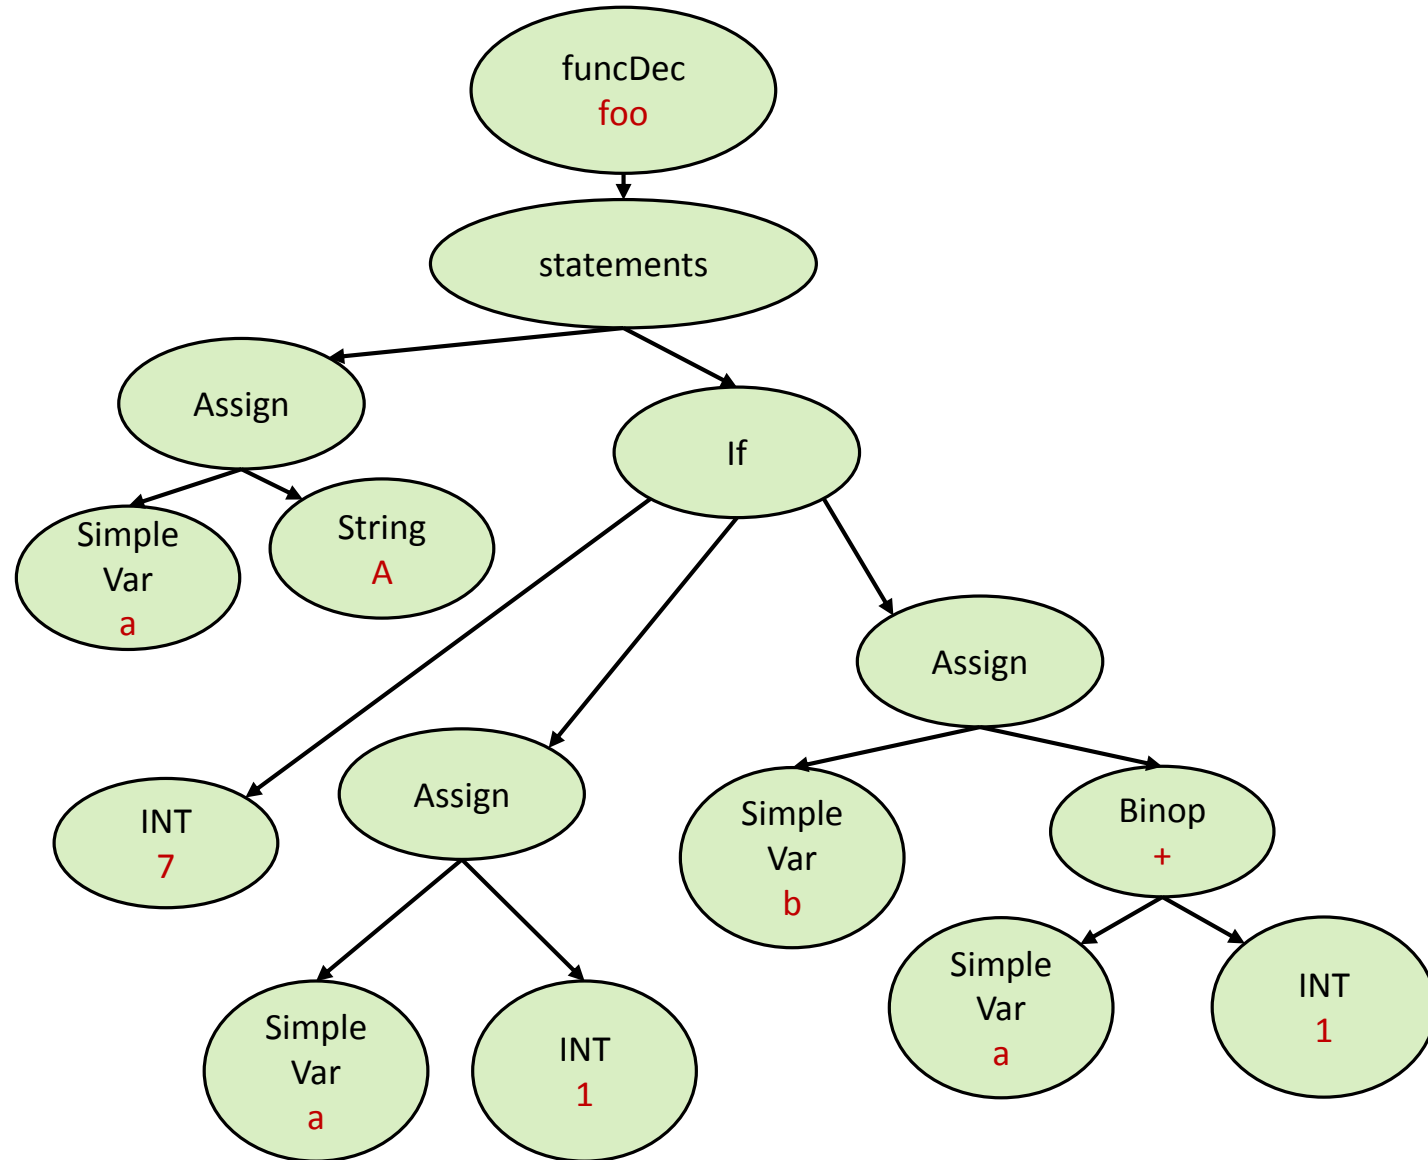 funcDec
foo
statements
Assign
If
Simple
Var
a
String
A
Assign
INT
7
Assign
Simple
Var
b
Binop
+
Simple
Var
a
INT
1
Simple
Var
a
INT
1